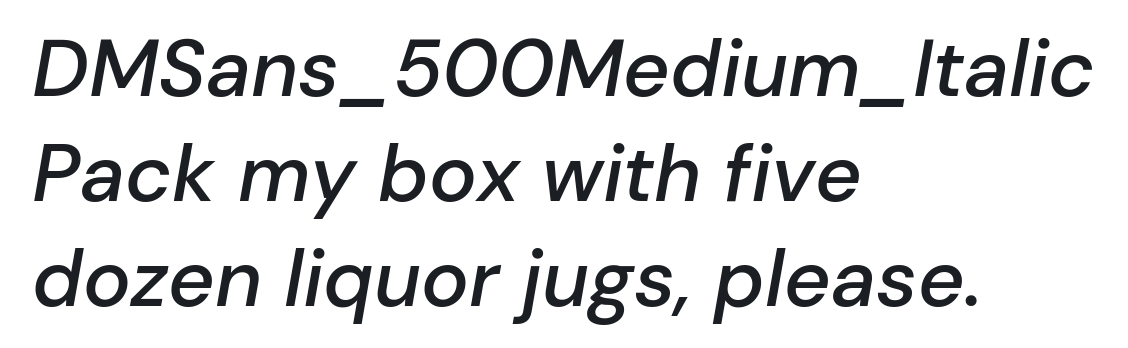 DMSans_500Medium_Italic
Pack my box with five
dozen liquor jugs, please.